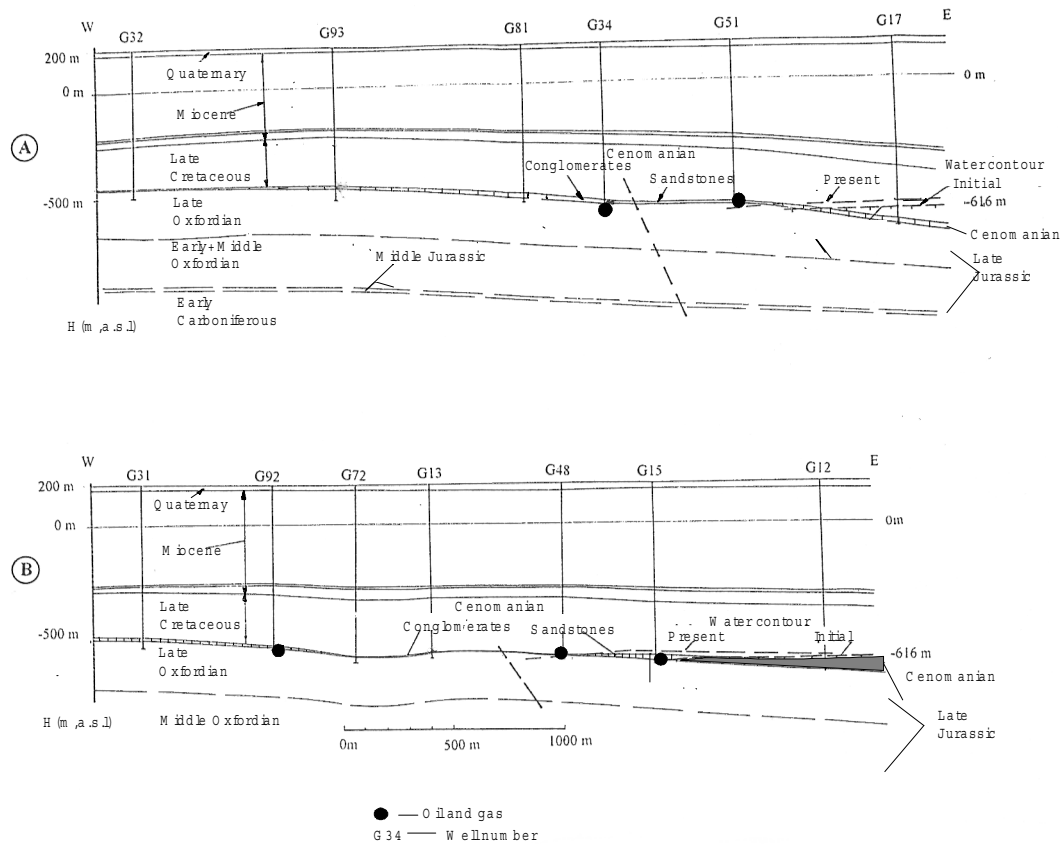 W
E
G32
G93
G81
G34
G51
G17
200 m
Quaternary
0 m
0 m
Miocene
A
Late
Cretaceous
Cenomanian
Conglomerates
Sandstones
Watercontour
Present
Initial
-500 m
-61.6 m
Late
Oxfordian
Cenomanian
Early+Middle
Oxfordian
Middle Jurassic
Late
Jurassic
Early
Carboniferous
H (m, a.s.l)
W
E
G31
G92
G72
G13
G48
G15
G12
200 m
Quaternay
0 m
0m
Miocene
B
Late
Cretaceous
Cenomanian
Conglomerates
Sandstones
Watercontour
Present
Initial
-500 m
-616 m
Late
Oxfordian
Cenomanian
H (m, a.s.l)
Middle Oxfordian
Late
Jurassic
0m
500 m
1000 m
— Oil and gas
G34 — Well number